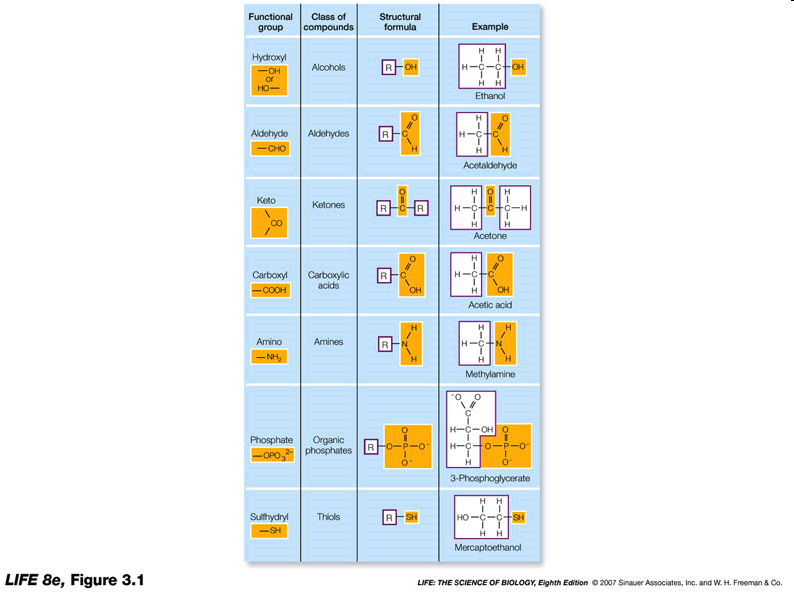 Functional group
Class of compounds
Structural formula
Example
Hydroxyl
—OH
or
HO—
Alcohols
R—OH
H H
H—C—C—OH
H H
Ethanol
Aldehyde
—CHO
Aldehydes
O
R—C
H
H O
H—C—C
H H
Acetaldehyde
Keto
CO
Ketones
O
R—C—R
H O H
H—C—C—C—H
H H
Acetone
Carboxyl
—COOH
Carboxylic acids
O
R—C
OH
H O
H—C—C
H OH
Acetic acid
Amino
—NH₂
Amines
H
R—N
H
H H
H—C—N
H H
Methylamine
Phosphate
—OPO₃²⁻
Organic phosphates
O
R—O—P—O⁻
O⁻
⁻O O
C
H—C—OH O
H—C—O—P—O⁻
H O⁻
3-Phosphoglycerate
Sulfhydryl
—SH
Thiols
R—SH
H H
HO—C—C—SH
H H
Mercaptoethanol
LIFE 8e, Figure 3.1
LIFE: THE SCIENCE OF BIOLOGY, Eighth Edition © 2007 Sinauer Associates, Inc. and W. H. Freeman & Co.